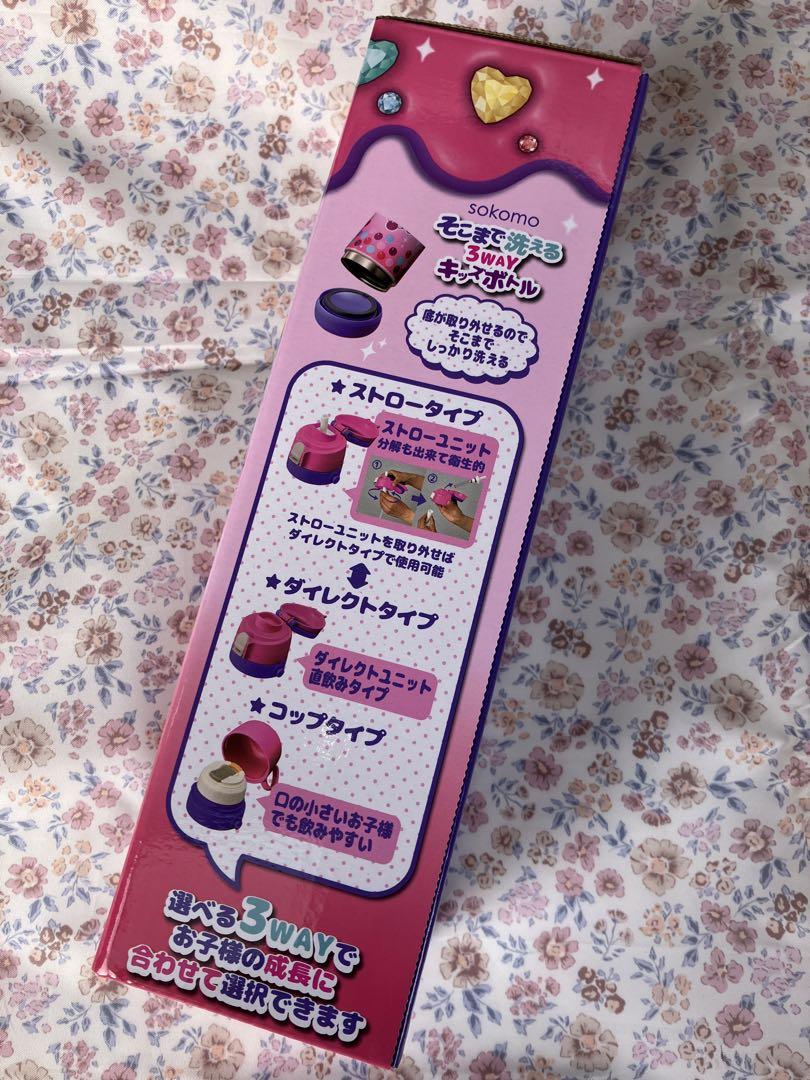 sokomo
そこまで洗える
3WAY
キッズボトル
底が取り外せるので
そこまで
しっかり洗える
★ストロータイプ
ストローユニット
分解も出来て衛生的
① ②
ストローユニットを取り外せば
ダイレクトタイプで使用可能
★ダイレクトタイプ
ダイレクトユニット
直飲みタイプ
★コップタイプ
口の小さいお子様
でも飲みやすい
選べる3WAYで
お子様の成長に
合わせて選択できます